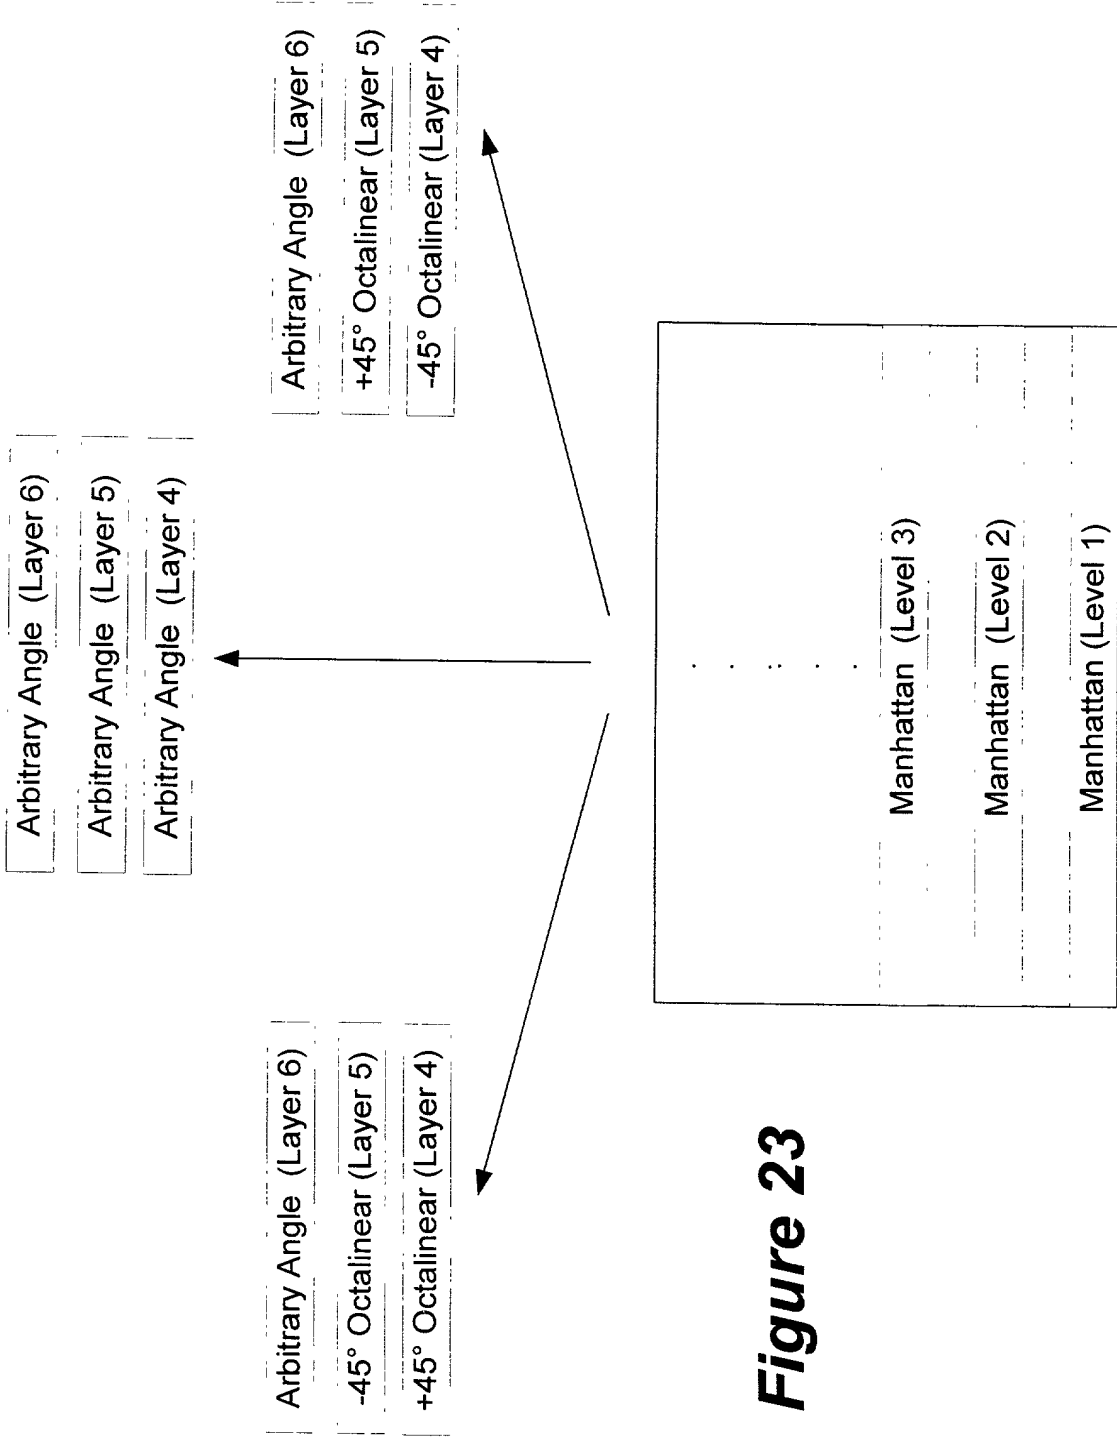 Arbitrary Angle (Layer 6)
Arbitrary Angle (Layer 5)
Arbitrary Angle (Layer 4)
Arbitrary Angle (Layer 6)
-45° Octalinear (Layer 5)
+45° Octalinear (Layer 4)
Arbitrary Angle (Layer 6)
+45° Octalinear (Layer 5)
-45° Octalinear (Layer 4)
Manhattan (Level 3)
Manhattan (Level 2)
Manhattan (Level 1)
Figure 23